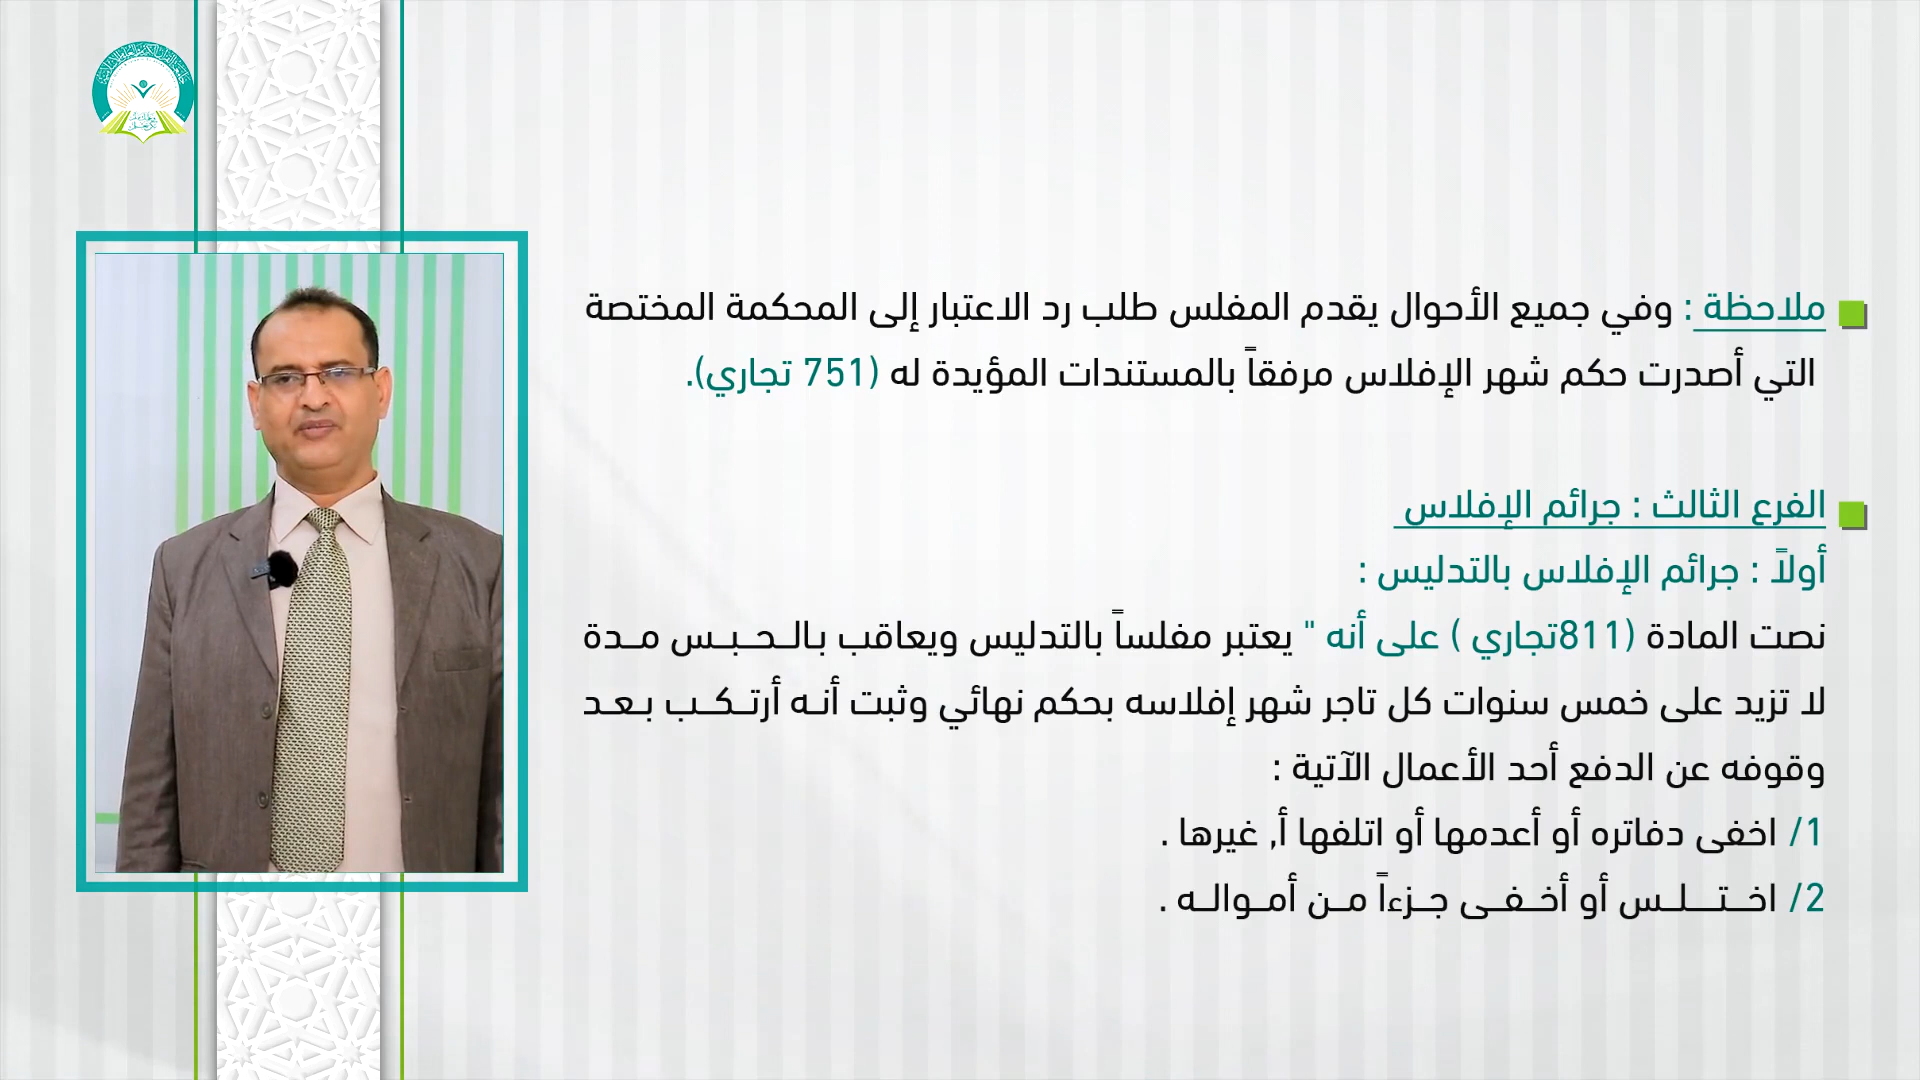 ملاحظة : وفي جميع الأحوال يقدم المفلس طلب رد الاعتبار إلى المحكمة المختصة
التي أصدرت حكم شهر الإفلاس مرفقاً بالمستندات المؤيدة له (751 تجاري).
الفرع الثالث : جرائم الإفلاس
أولاً : جرائم الإفلاس بالتدليس :
نصت المادة (811تجاري ) على أنه " يعتبر مفلساً بالتدليس ويعاقب بالـحـبـس مـدة
لا تزيد على خمس سنوات كل تاجر شهر إفلاسه بحكم نهائي وثبت أنـه أرتـكـب بـعـد
وقوفه عن الدفع أحد الأعمال الآتية :
1/ اخفى دفاتره أو أعدمها أو اتلفها أ, غيرها .
2/ اخـتـلـس أو أخـفـى جـزءاً مـن أمـوالـه .